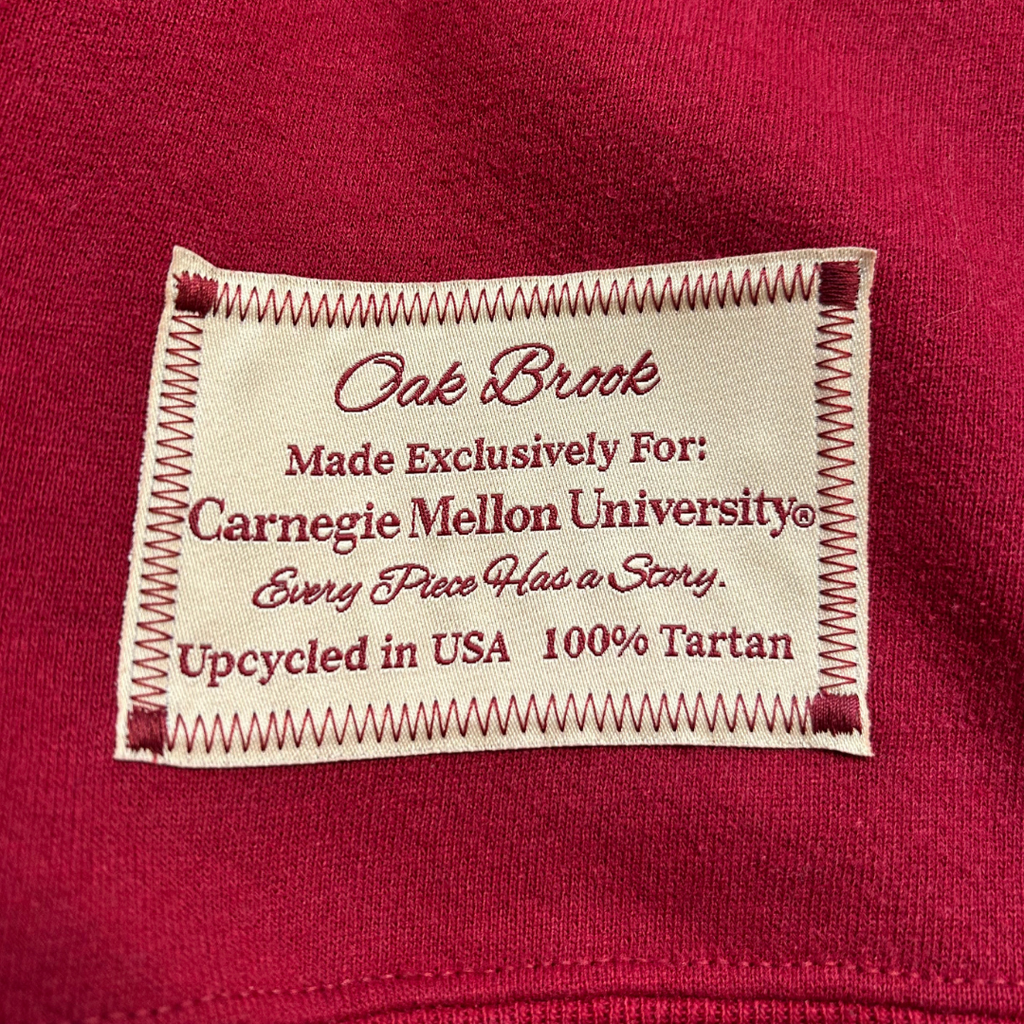 Oak Brook
Made Exclusively For:
Carnegie Mellon University®
Every Piece Has a Story.
Upcycled in USA 100% Tartan